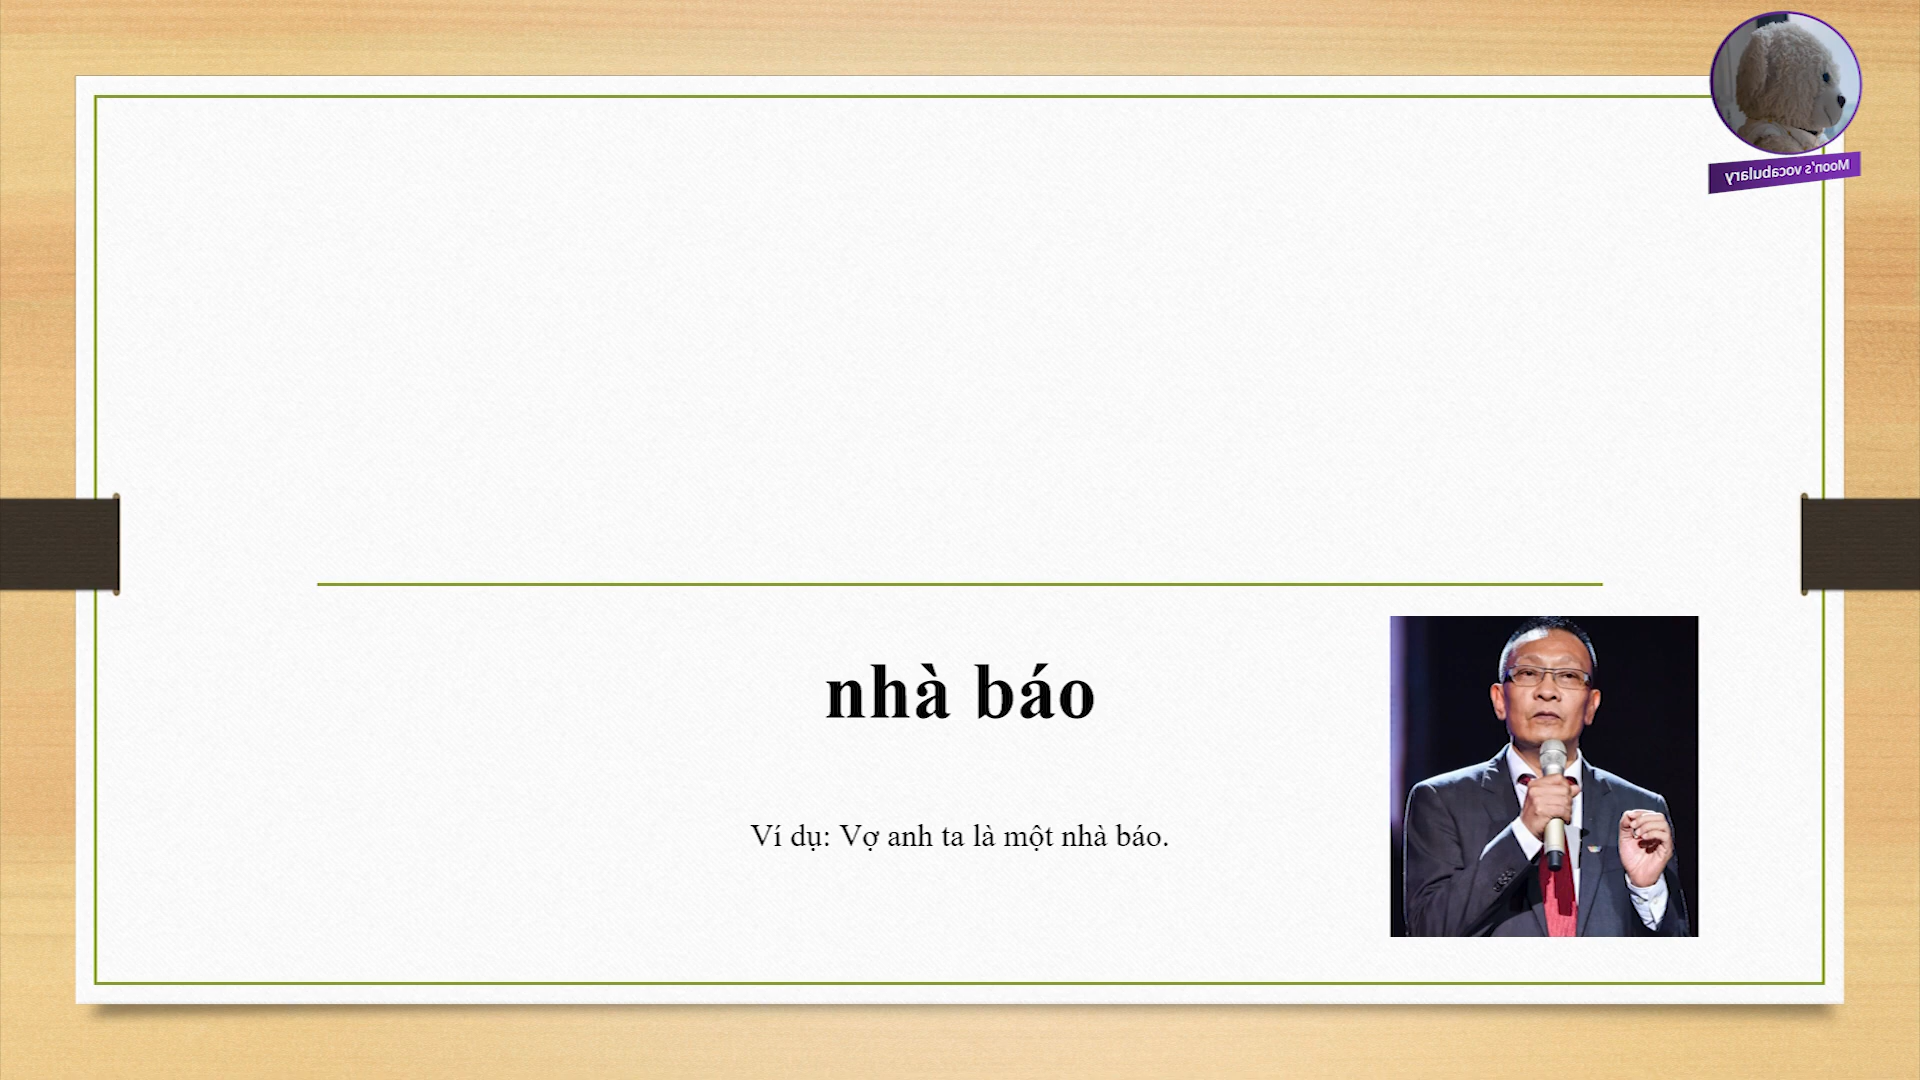 Moon's vocabulary
nhà báo
Ví dụ: Vợ anh ta là một nhà báo.